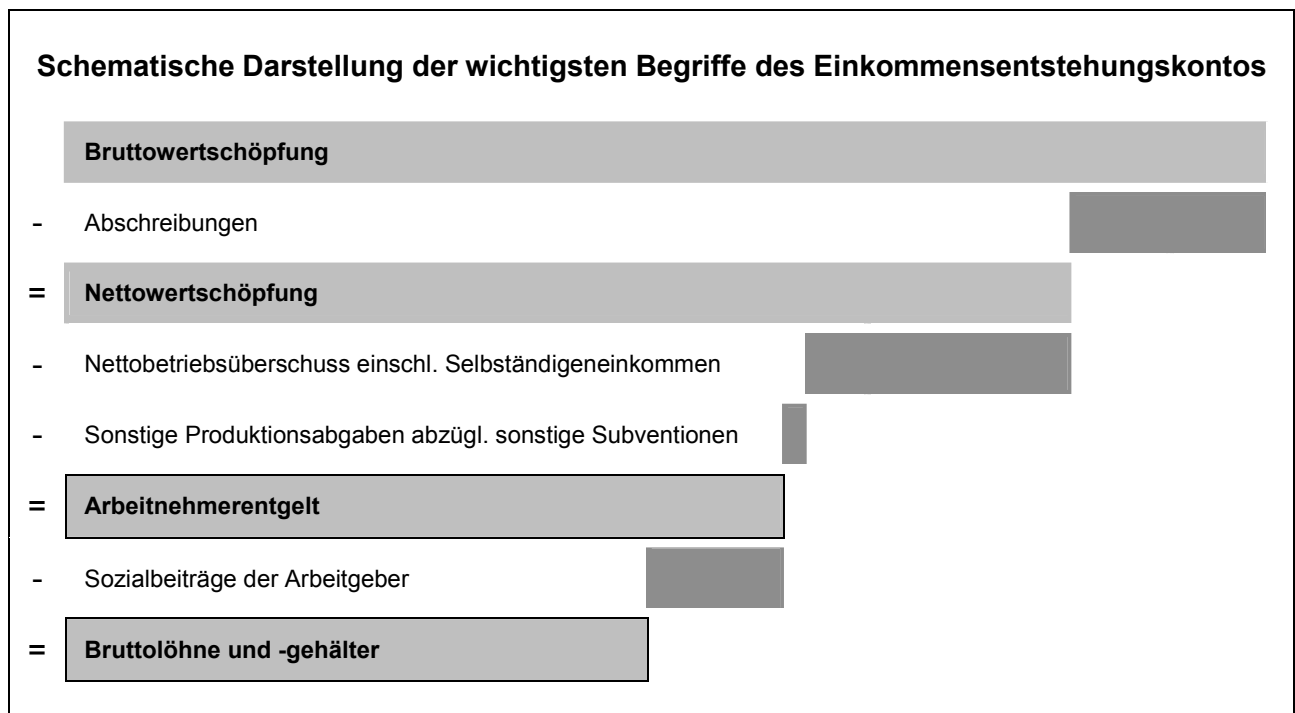 Schematische Darstellung der wichtigsten Begriffe des Einkommensentstehungskontos
Bruttowertschöpfung
- Abschreibungen
= Nettowertschöpfung
- Nettobetriebsüberschuss einschl. Selbständigeneinkommen
- Sonstige Produktionsabgaben abzügl. sonstige Subventionen
= Arbeitnehmerentgelt
- Sozialbeiträge der Arbeitgeber
= Bruttolöhne und -gehälter